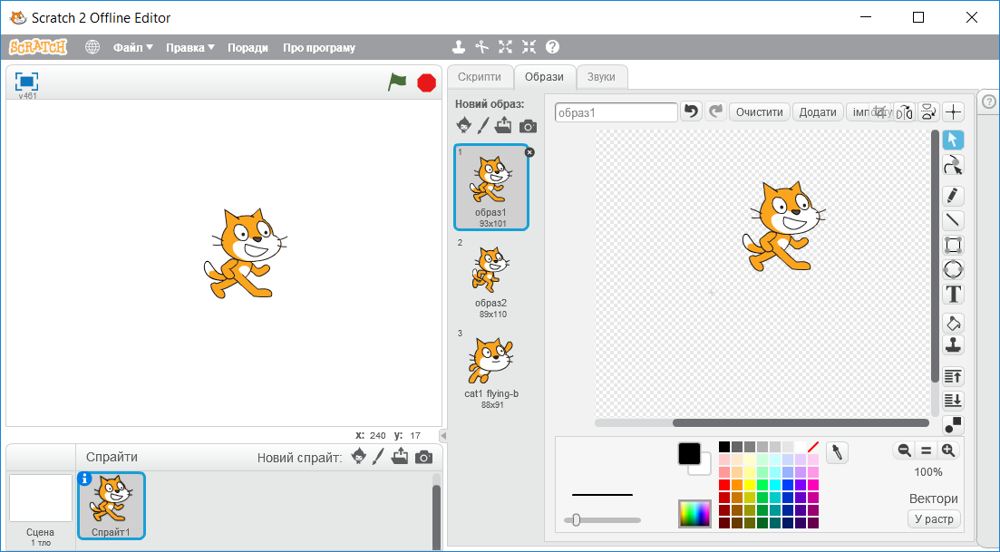 Scratch 2 Offline Editor
SCRATCH Файл Правка Поради Про програму
v461
Скрипти Образи Звуки
Новий образ:
образ1 Очистити Додати
1
образ1
93x101
2
образ2
89x110
3
cat1 flying-b
88x91
T
x: 240 y: 17
Спрайти Новий спрайт:
Сцена
1 тло
Спрайт1
100%
Вектори
У растр